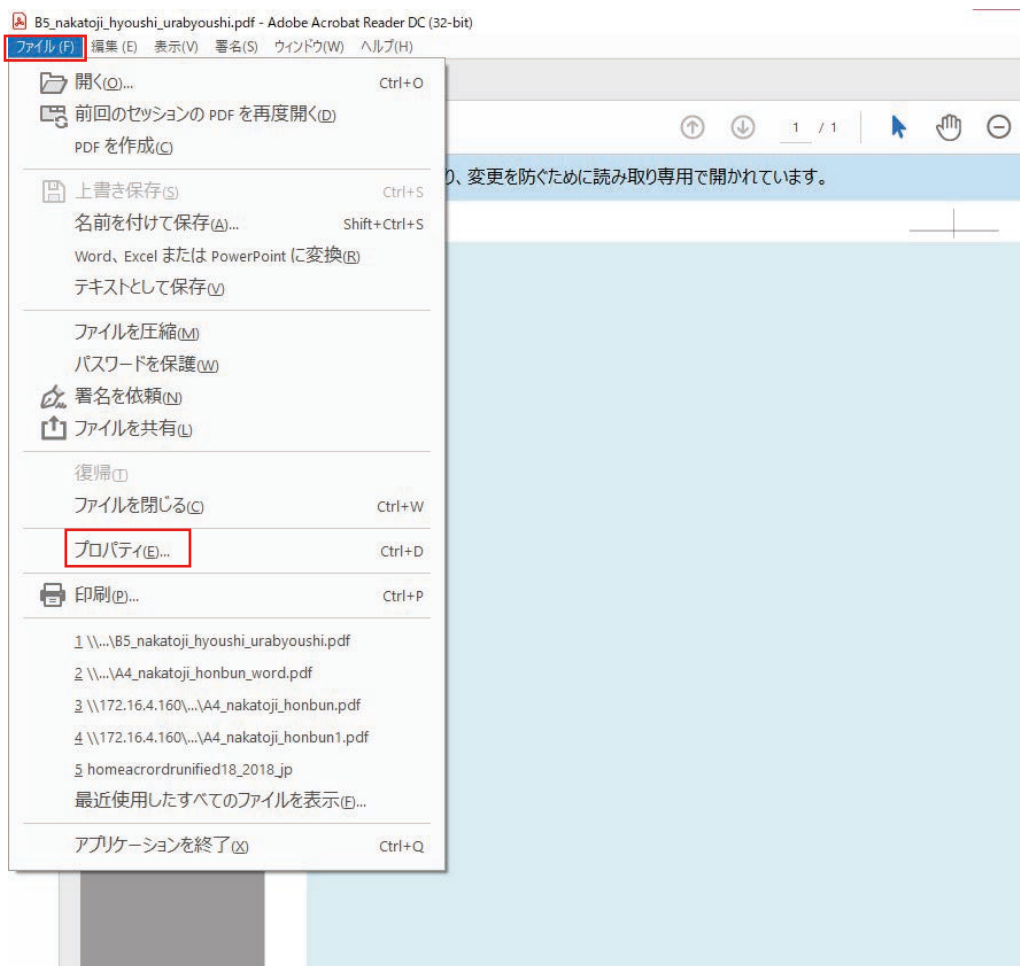 B5_nakatoji_hyoushi_urabyoushi.pdf - Adobe Acrobat Reader DC (32-bit)
ファイル(F) 編集(E) 表示(V) 署名(S) ウィンドウ(W) ヘルプ(H)
開く(O)... Ctrl+O
前回のセッションの PDF を再度開く(D)
PDF を作成(C)
1 / 1
り、変更を防ぐために読み取り専用で開かれています。
上書き保存(S) Ctrl+S
名前を付けて保存(A)... Shift+Ctrl+S
Word、Excel または PowerPoint に変換(R)
テキストとして保存(V)
ファイルを圧縮(M)
パスワードを保護(W)
署名を依頼(N)
ファイルを共有(L)
復帰(T)
ファイルを閉じる(C) Ctrl+W
プロパティ(E)... Ctrl+D
印刷(P)... Ctrl+P
1 \\...\B5_nakatoji_hyoushi_urabyoushi.pdf
2 \\...\A4_nakatoji_honbun_word.pdf
3 \\172.16.4.160\...\A4_nakatoji_honbun.pdf
4 \\172.16.4.160\...\A4_nakatoji_honbun1.pdf
5 homeacrordrunified18_2018_jp
最近使用したすべてのファイルを表示(F)...
アプリケーションを終了(X) Ctrl+Q